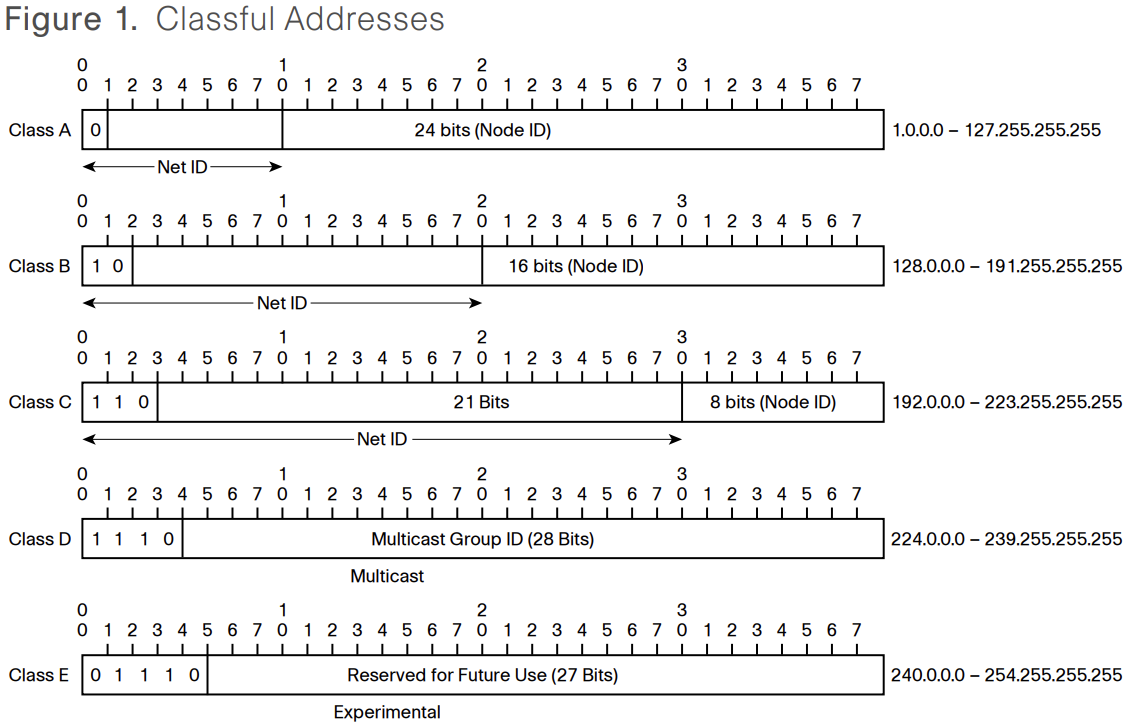 Figure 1. Classful Addresses
0 1 2 3
0 1 2 3 4 5 6 7 0 1 2 3 4 5 6 7 0 1 2 3 4 5 6 7 0 1 2 3 4 5 6 7
Class A 0 24 bits (Node ID) 1.0.0.0 – 127.255.255.255
Net ID
0 1 2 3
0 1 2 3 4 5 6 7 0 1 2 3 4 5 6 7 0 1 2 3 4 5 6 7 0 1 2 3 4 5 6 7
Class B 1 0 16 bits (Node ID) 128.0.0.0 – 191.255.255.255
Net ID
0 1 2 3
0 1 2 3 4 5 6 7 0 1 2 3 4 5 6 7 0 1 2 3 4 5 6 7 0 1 2 3 4 5 6 7
Class C 1 1 0 21 Bits 8 bits (Node ID) 192.0.0.0 – 223.255.255.255
Net ID
0 1 2 3
0 1 2 3 4 5 6 7 0 1 2 3 4 5 6 7 0 1 2 3 4 5 6 7 0 1 2 3 4 5 6 7
Class D 1 1 1 0 Multicast Group ID (28 Bits) 224.0.0.0 – 239.255.255.255
Multicast
0 1 2 3
0 1 2 3 4 5 6 7 0 1 2 3 4 5 6 7 0 1 2 3 4 5 6 7 0 1 2 3 4 5 6 7
Class E 0 1 1 1 0 Reserved for Future Use (27 Bits) 240.0.0.0 – 254.255.255.255
Experimental